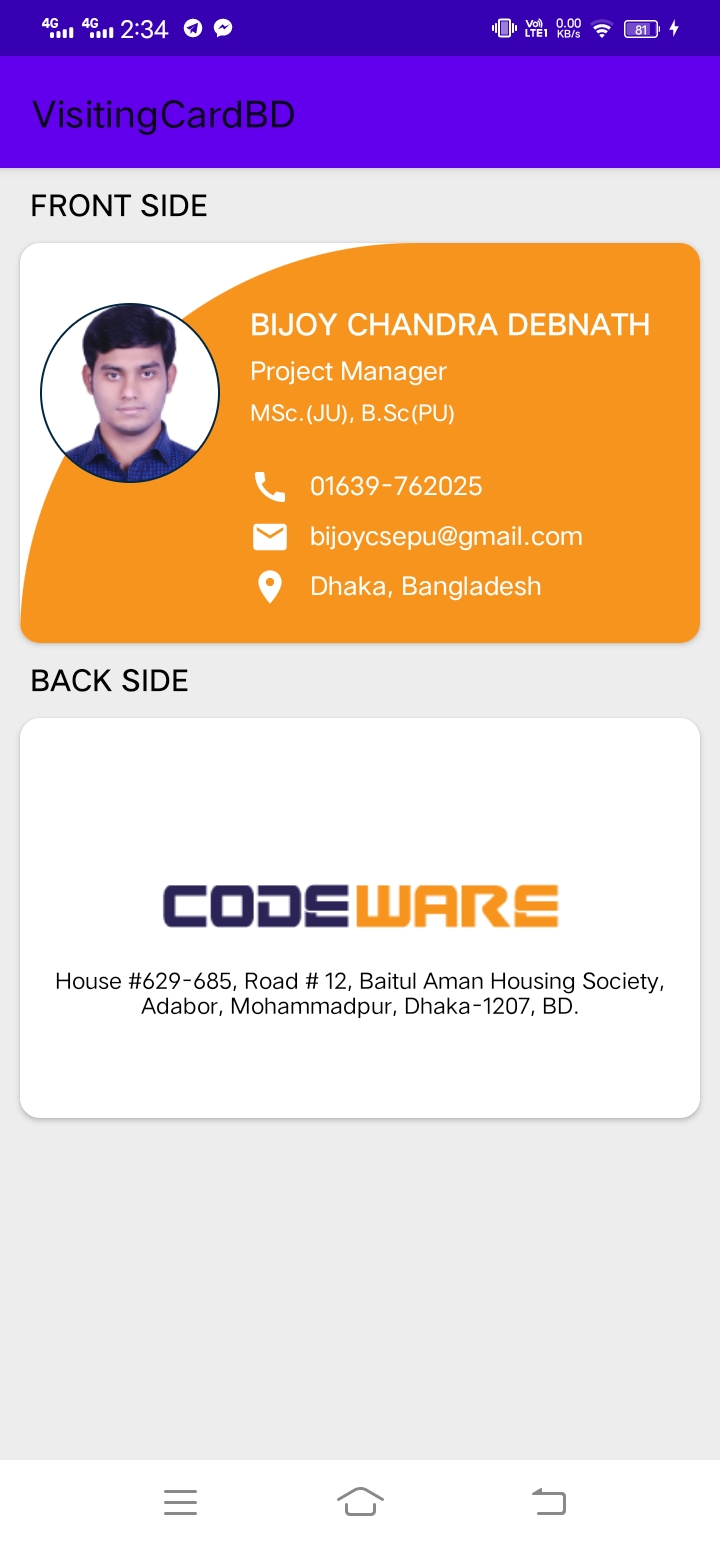 4G 4G 2:34 Vo) LTE1 0.00 KB/s 81
VisitingCardBD
FRONT SIDE
BIJOY CHANDRA DEBNATH
Project Manager
MSc.(JU), B.Sc(PU)
01639-762025
bijoycsepu@gmail.com
Dhaka, Bangladesh
BACK SIDE
CODEWARE
House #629-685, Road # 12, Baitul Aman Housing Society,
Adabor, Mohammadpur, Dhaka-1207, BD.